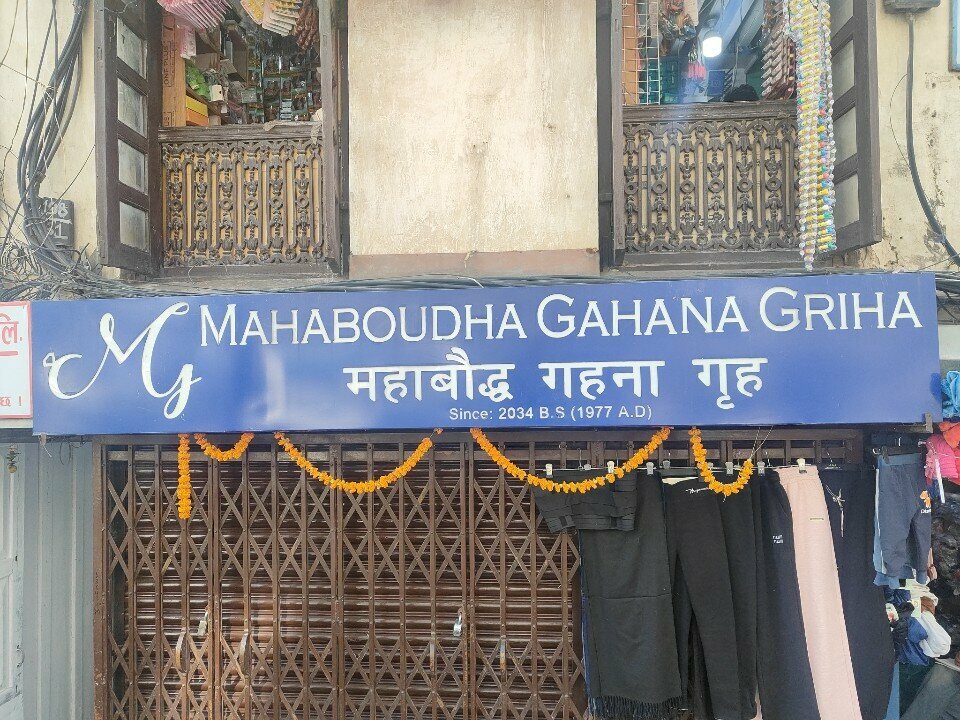 MG MAHABOUDHA GAHANA GRIHA
महाबौद्ध गहना गृह
Since: 2034 B.S (1977 A.D)
लि.